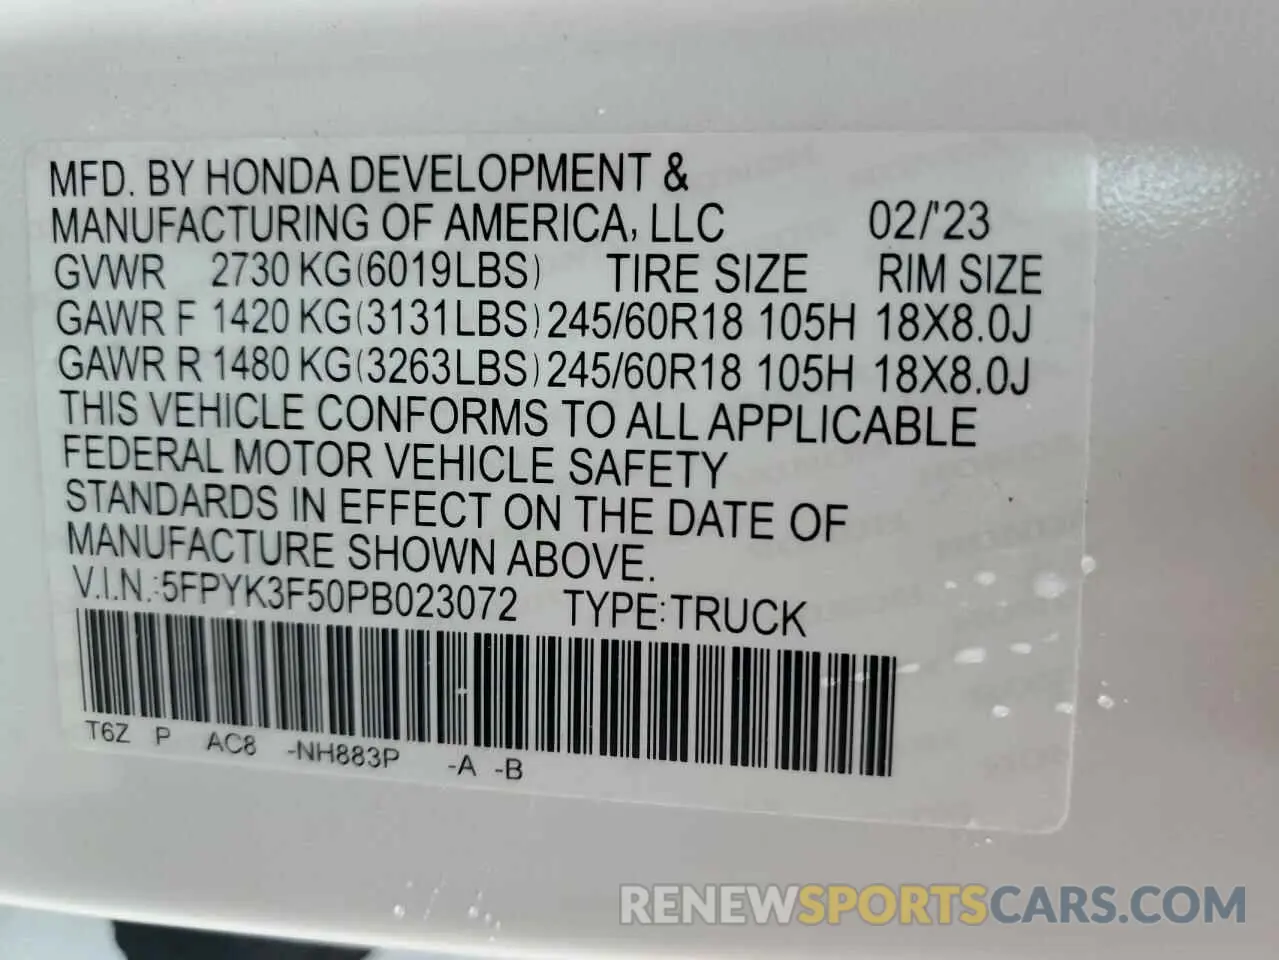 MFD. BY HONDA DEVELOPMENT &
MANUFACTURING OF AMERICA, LLC 02/'23
GVWR 2730 KG(6019LBS) TIRE SIZE RIM SIZE
GAWR F 1420 KG(3131LBS) 245/60R18 105H 18X8.0J
GAWR R 1480 KG(3263LBS) 245/60R18 105H 18X8.0J
THIS VEHICLE CONFORMS TO ALL APPLICABLE
FEDERAL MOTOR VEHICLE SAFETY
STANDARDS IN EFFECT ON THE DATE OF
MANUFACTURE SHOWN ABOVE.
V.I.N.:5FPYK3F50PB023072 TYPE:TRUCK
T6Z P AC8 -NH883P -A -B
RENEWSPORTSCARS.COM